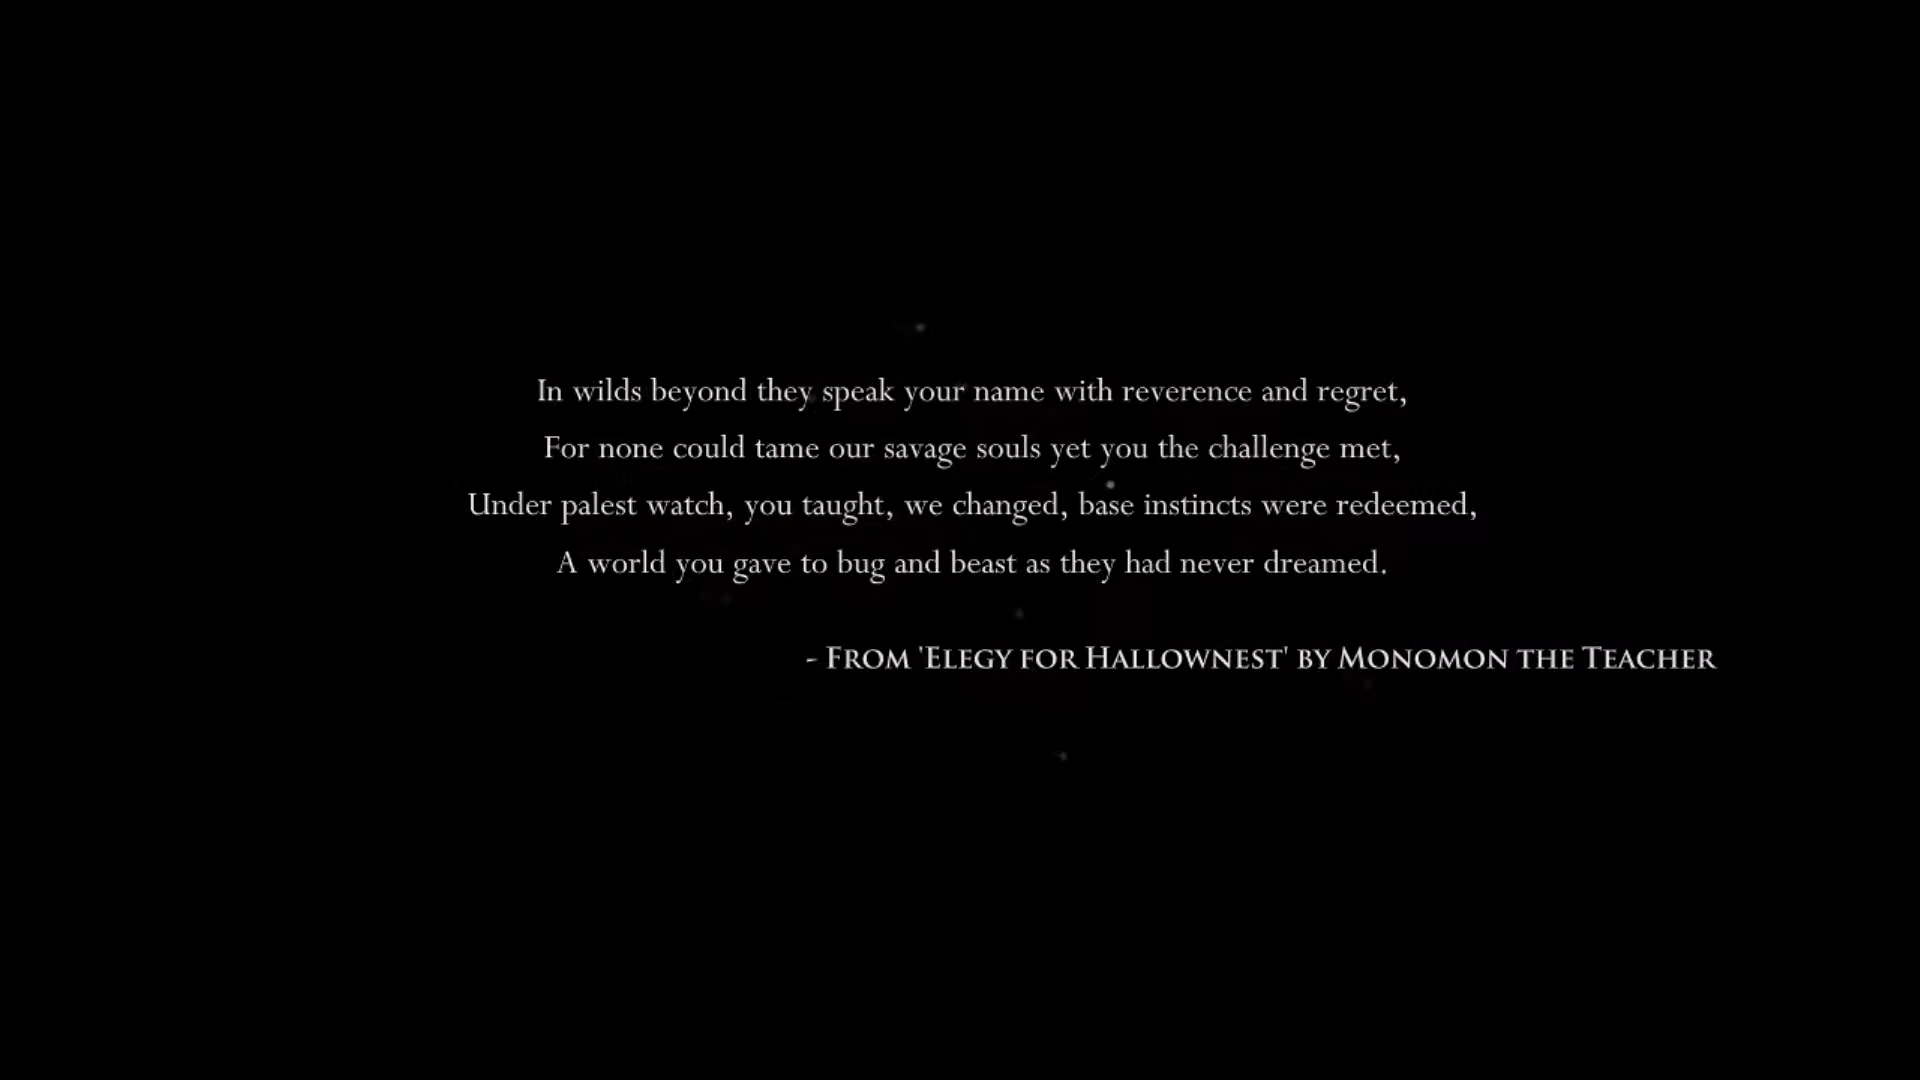 In wilds beyond they speak your name with reverence and regret,
For none could tame our savage souls yet you the challenge met,
Under palest watch, you taught, we changed, base instincts were redeemed,
A world you gave to bug and beast as they had never dreamed.
- From 'Elegy for Hallownest' by Monomon the Teacher